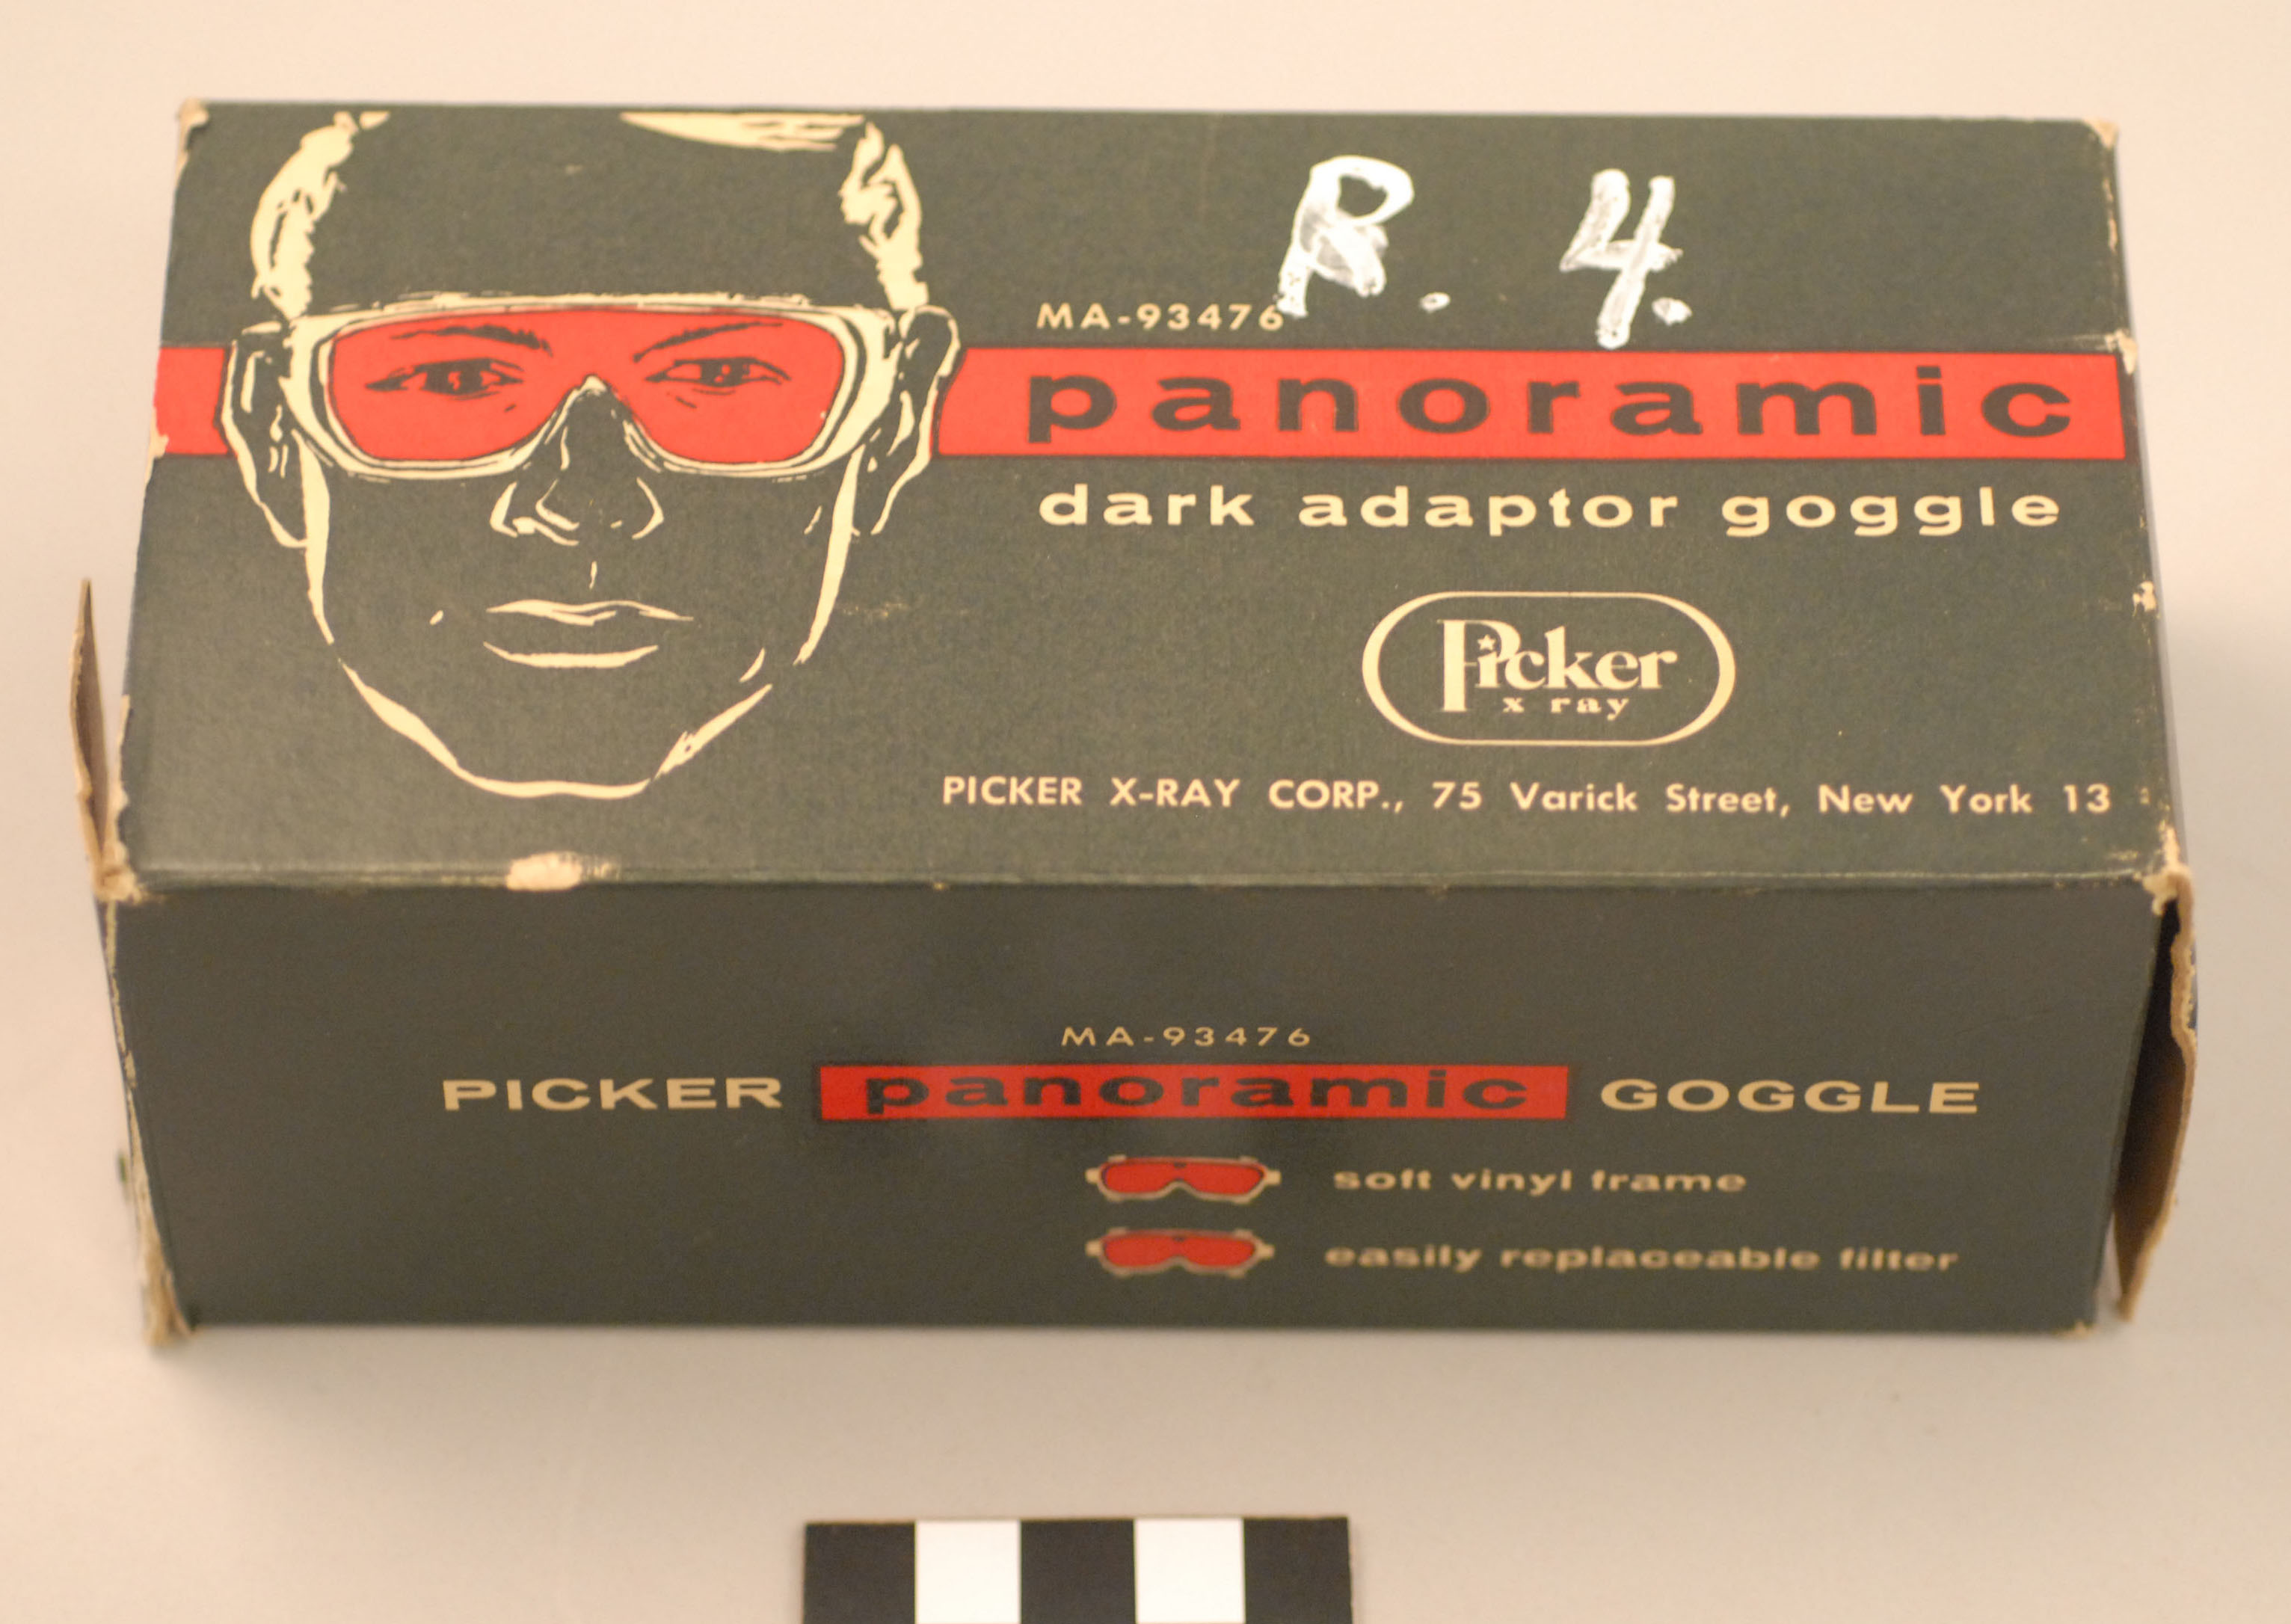 R. 4.
MA-93476
panoramic
dark adaptor goggle
Picker
x ray
PICKER X-RAY CORP., 75 Varick Street, New York 13
MA-93476
PICKER panoramic GOGGLE
soft vinyl frame
easily replaceable filter